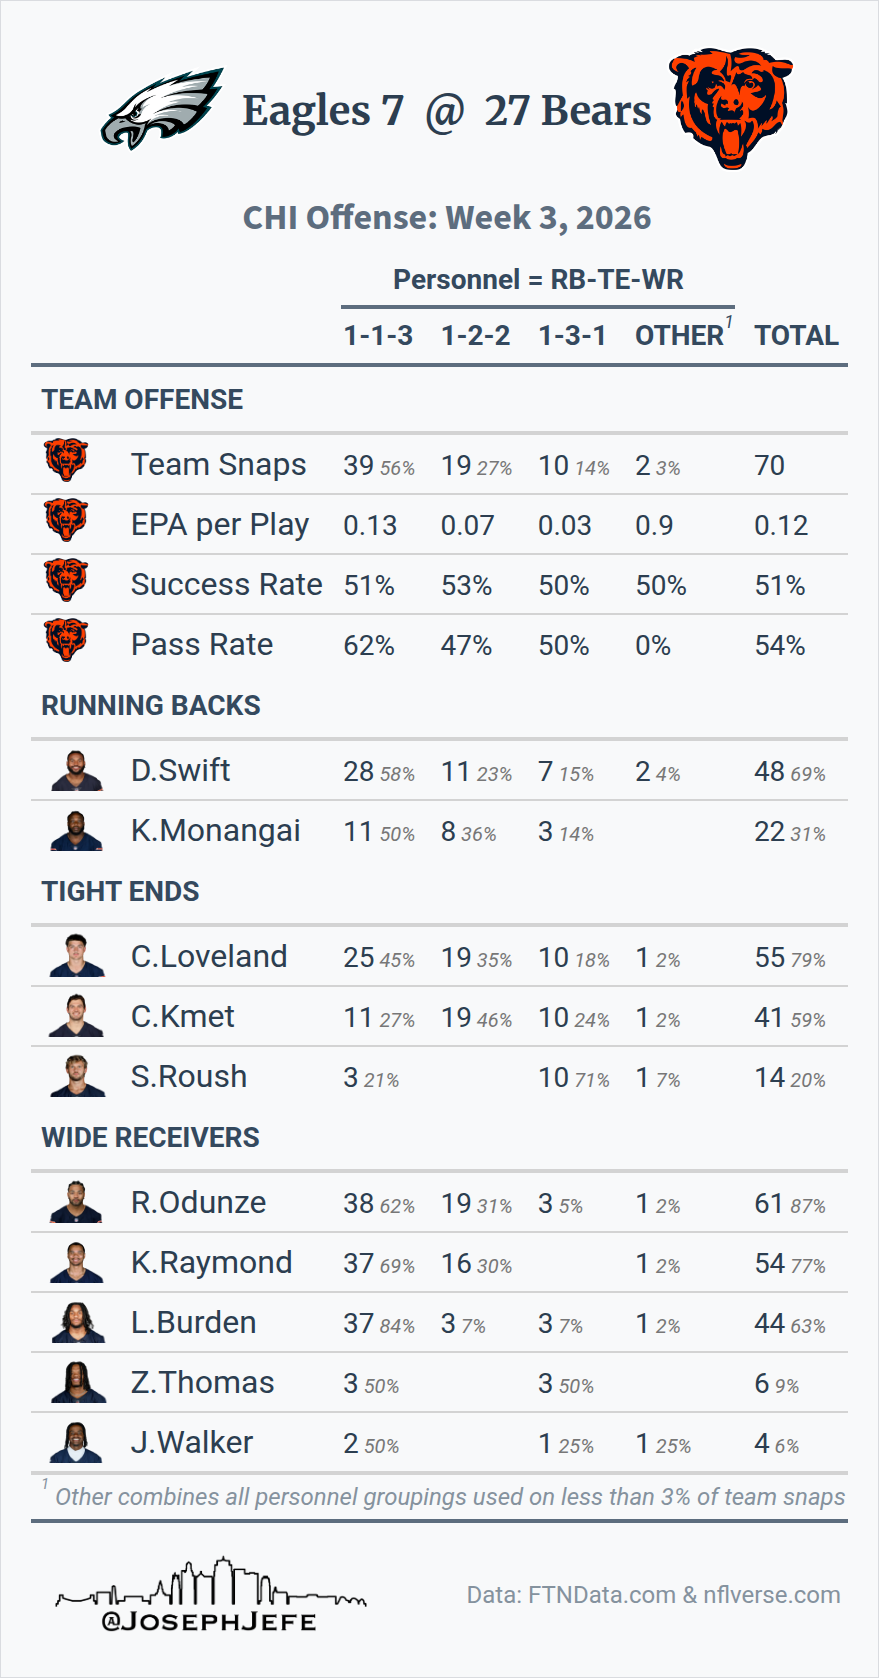 Eagles 7 @ 27 Bears
CHI Offense: Week 3, 2026
Personnel = RB-TE-WR
1-1-3 1-2-2 1-3-1 OTHER1 TOTAL
TEAM OFFENSE
Team Snaps 39 56% 19 27% 10 14% 2 3% 70
EPA per Play 0.13 0.07 0.03 0.9 0.12
Success Rate 51% 53% 50% 50% 51%
Pass Rate 62% 47% 50% 0% 54%
RUNNING BACKS
D.Swift 28 58% 11 23% 7 15% 2 4% 48 69%
K.Monangai 11 50% 8 36% 3 14% 22 31%
TIGHT ENDS
C.Loveland 25 45% 19 35% 10 18% 1 2% 55 79%
C.Kmet 11 27% 19 46% 10 24% 1 2% 41 59%
S.Roush 3 21% 10 71% 1 7% 14 20%
WIDE RECEIVERS
R.Odunze 38 62% 19 31% 3 5% 1 2% 61 87%
K.Raymond 37 69% 16 30% 1 2% 54 77%
L.Burden 37 84% 3 7% 3 7% 1 2% 44 63%
Z.Thomas 3 50% 3 50% 6 9%
J.Walker 2 50% 1 25% 1 25% 4 6%
1 Other combines all personnel groupings used on less than 3% of team snaps
@JosephJefe
Data: FTNData.com & nflverse.com